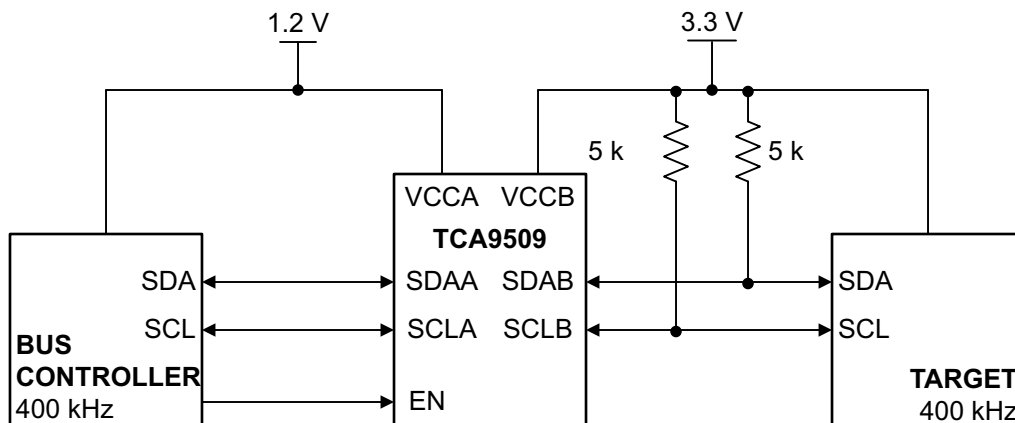 1.2 V
3.3 V
5 k
5 k
VCCA VCCB
TCA9509
SDA
SDAA SDAB
SDA
SCL
SCLA SCLB
SCL
BUS
CONTROLLER
400 kHz
EN
TARGET
400 kHz